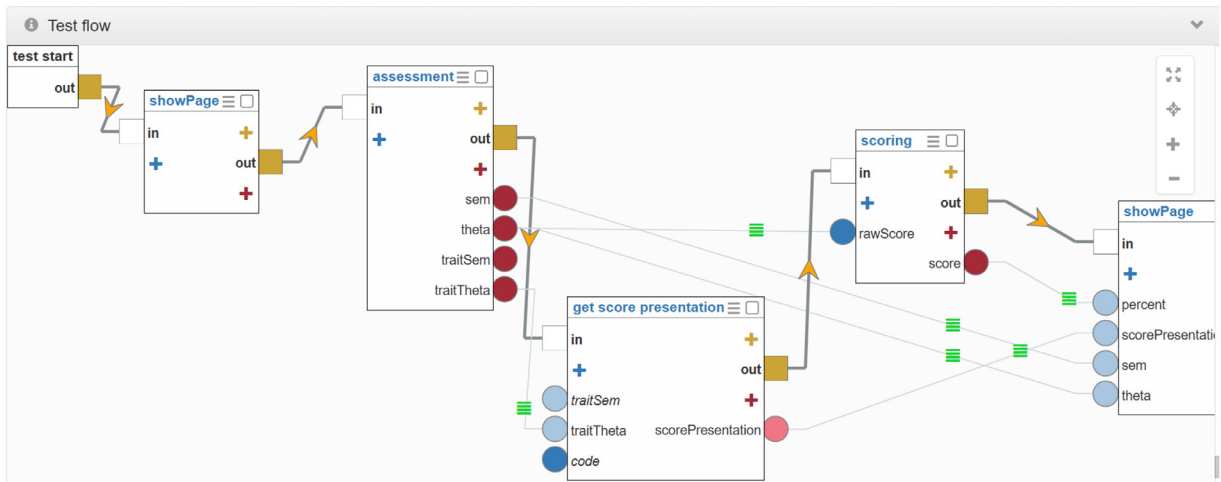 Test flow
test start
out
showPage
in
out
assessment
in
out
sem
theta
traitSem
traitTheta
get score presentation
in
out
traitSem
traitTheta
scorePresentation
code
scoring
in
out
rawScore
score
showPage
in
percent
scorePresentati
sem
theta